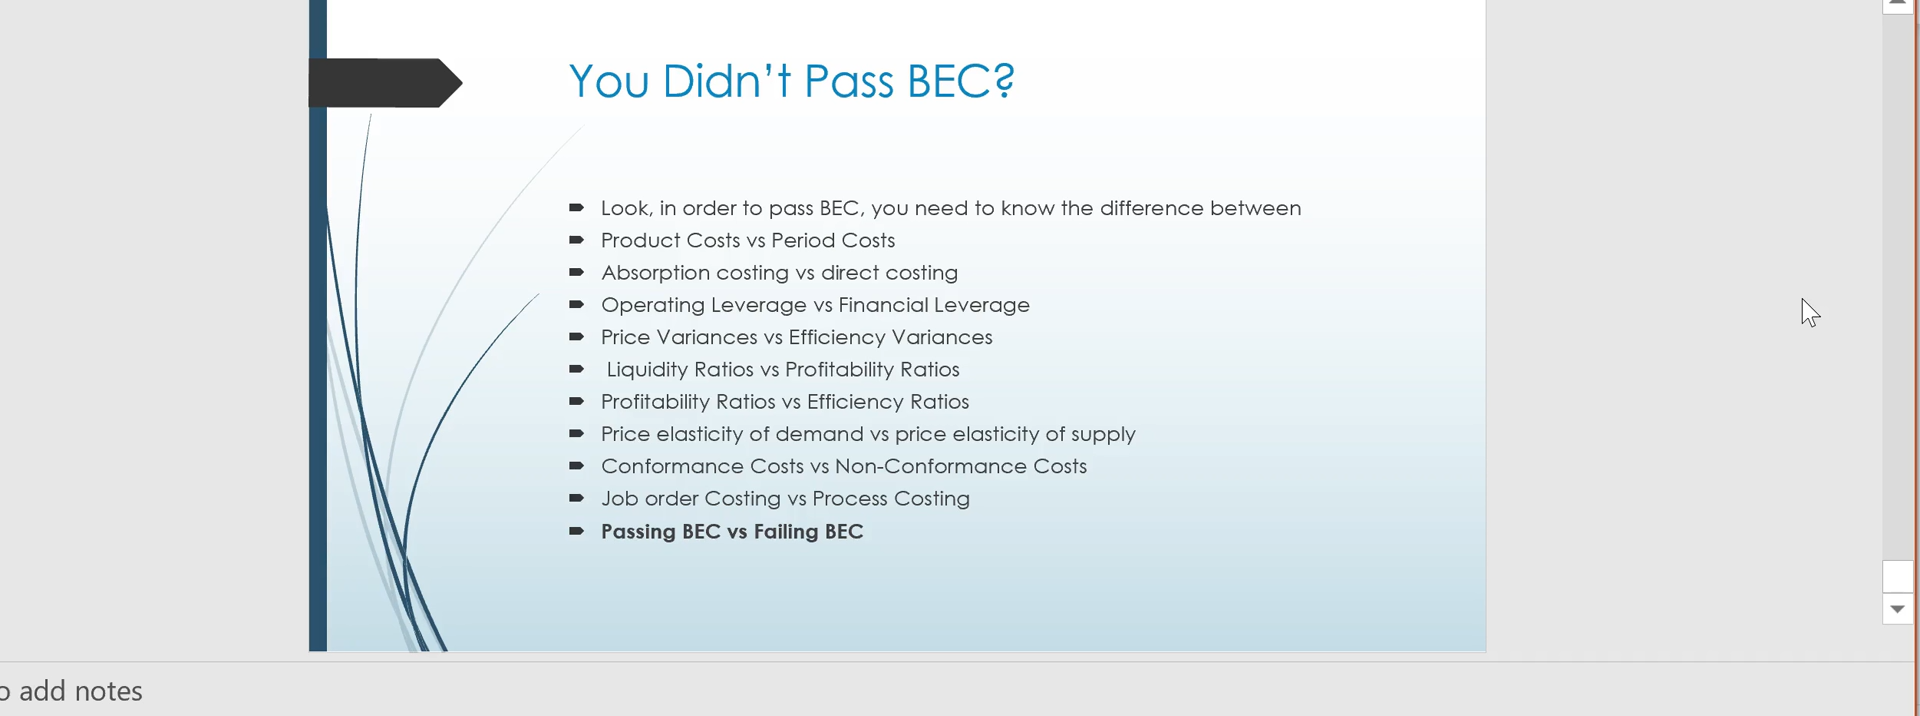 You Didn't Pass BEC?
Look, in order to pass BEC, you need to know the difference between
Product Costs vs Period Costs
Absorption costing vs direct costing
Operating Leverage vs Financial Leverage
Price Variances vs Efficiency Variances
Liquidity Ratios vs Profitability Ratios
Profitability Ratios vs Efficiency Ratios
Price elasticity of demand vs price elasticity of supply
Conformance Costs vs Non-Conformance Costs
Job order Costing vs Process Costing
Passing BEC vs Failing BEC
o add notes